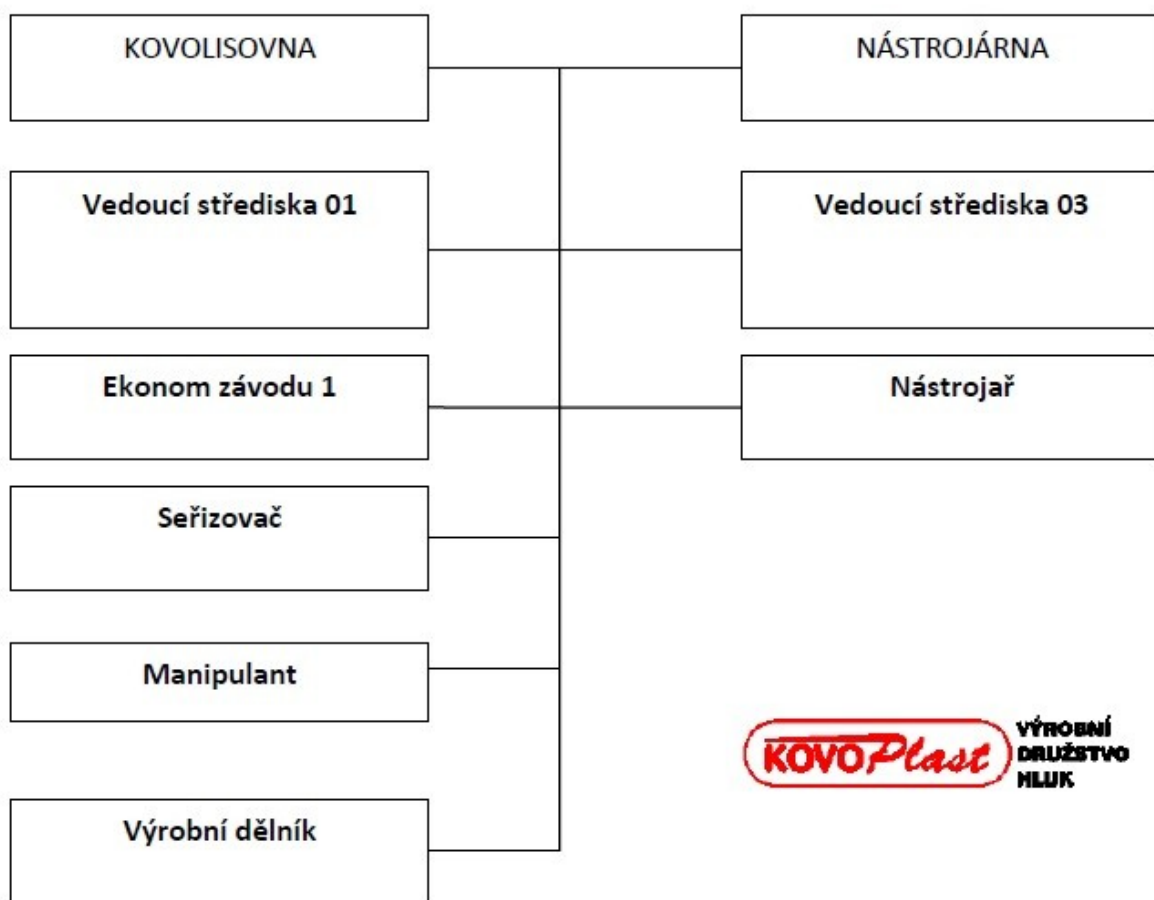 KOVOLISOVNA
NÁSTROJÁRNA
Vedoucí střediska 01
Vedoucí střediska 03
Ekonom závodu 1
Nástrojař
Seřizovač
Manipulant
Výrobní dělník
KOVOPlast
VÝROBNÍ
DRUŽSTVO
HLUK